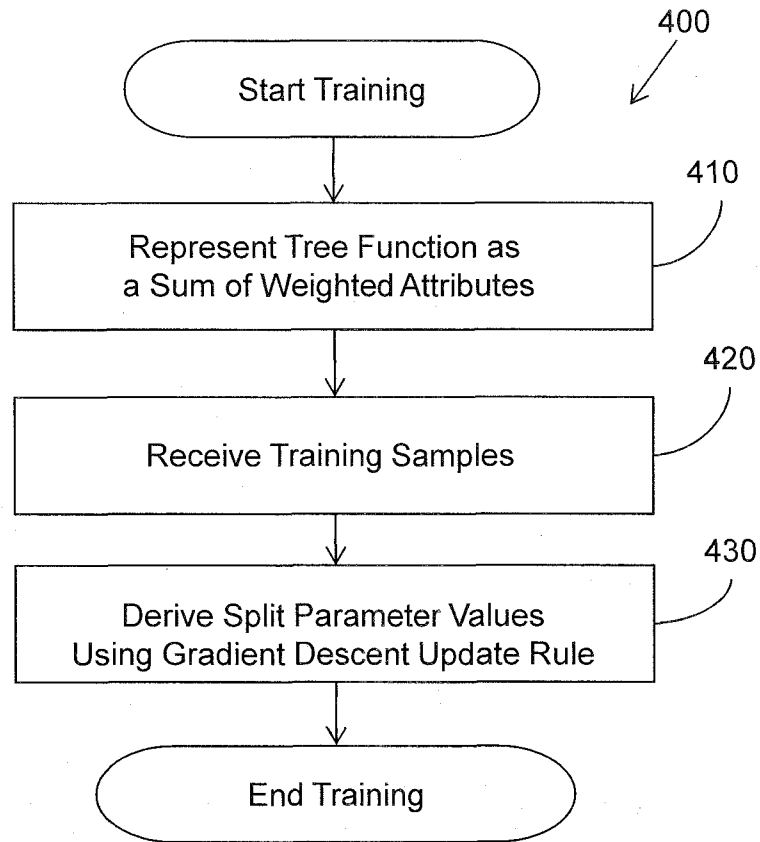 400
Start Training
410
Represent Tree Function as
a Sum of Weighted Attributes
420
Receive Training Samples
430
Derive Split Parameter Values
Using Gradient Descent Update Rule
End Training